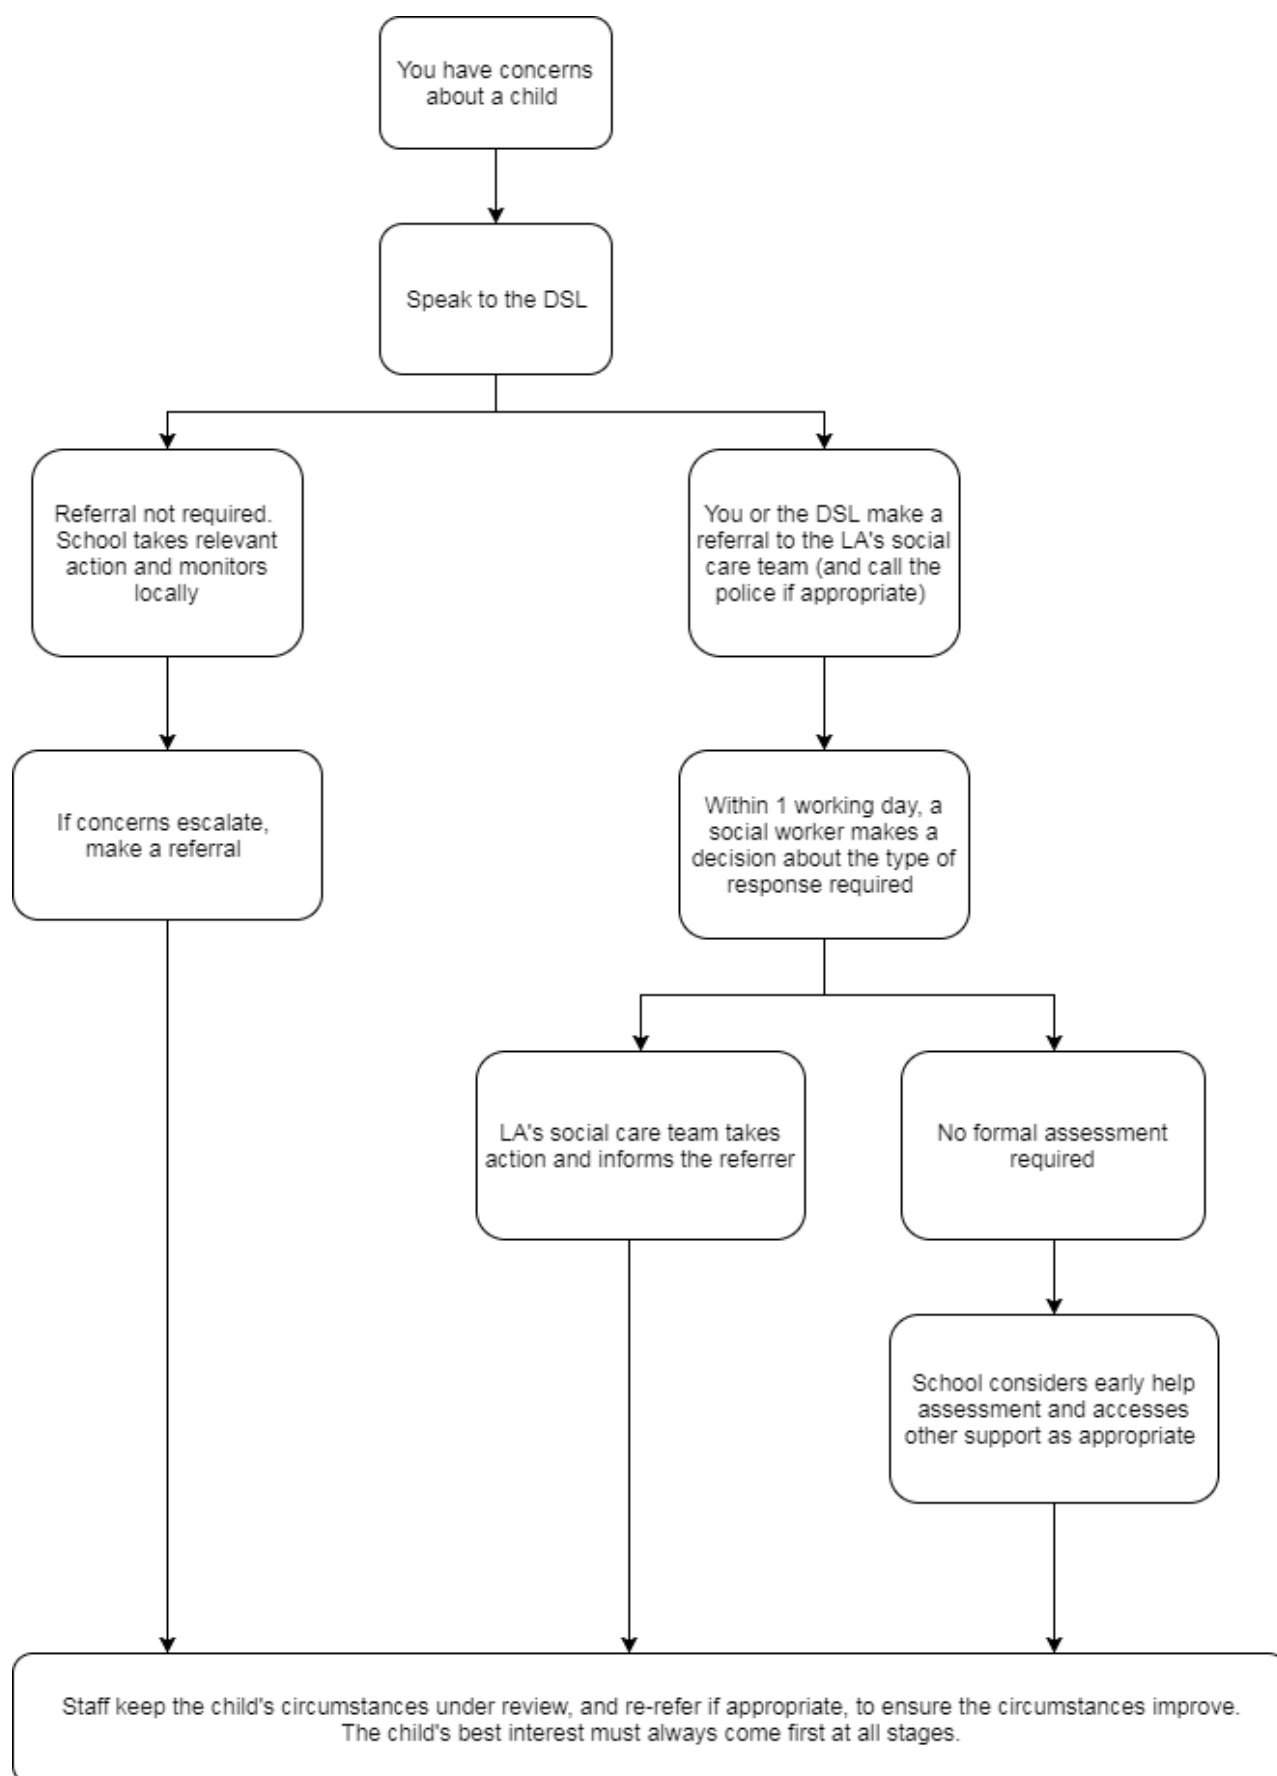 You have concerns
about a child
Speak to the DSL
Referral not required.
School takes relevant
action and monitors
locally
You or the DSL make a
referral to the LA's social
care team (and call the
police if appropriate)
If concerns escalate,
make a referral
Within 1 working day, a
social worker makes a
decision about the type of
response required
LA's social care team takes
action and informs the referrer
No formal assessment
required
School considers early help
assessment and accesses
other support as appropriate
Staff keep the child's circumstances under review, and re-refer if appropriate, to ensure the circumstances improve.
The child's best interest must always come first at all stages.